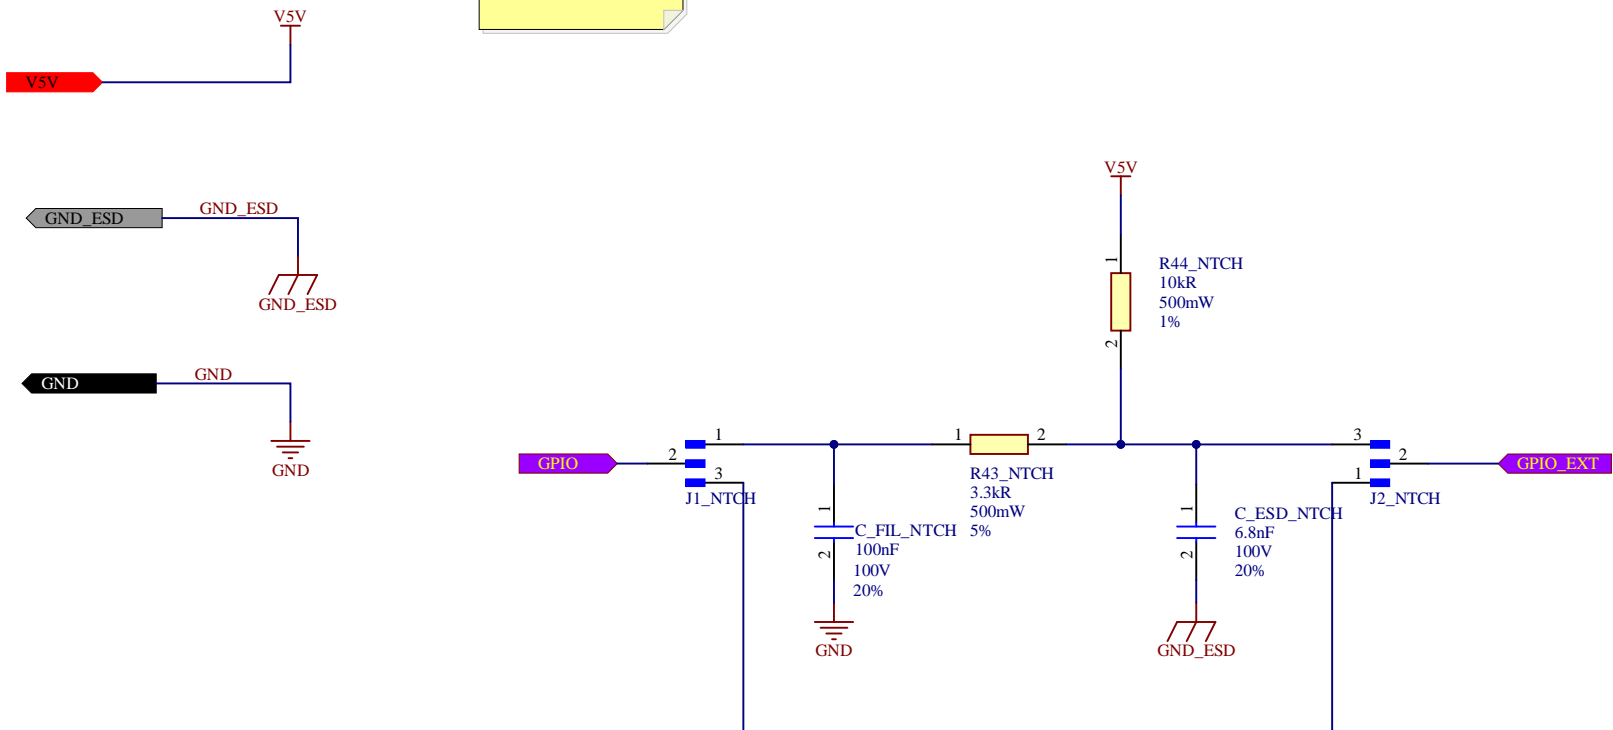 V5V
V5V
GND_ESD
GND_ESD
GND_ESD
GND
GND
GND
V5V
1
R44_NTCH
10kR
500mW
1%
2
GPIO
2
1
3
J1_NTCH
1
2
R43_NTCH
3.3kR
500mW
5%
1
2
C_FIL_NTCH
100nF
100V
20%
GND
1
2
C_ESD_NTCH
6.8nF
100V
20%
GND_ESD
3
2
1
J2_NTCH
GPIO_EXT